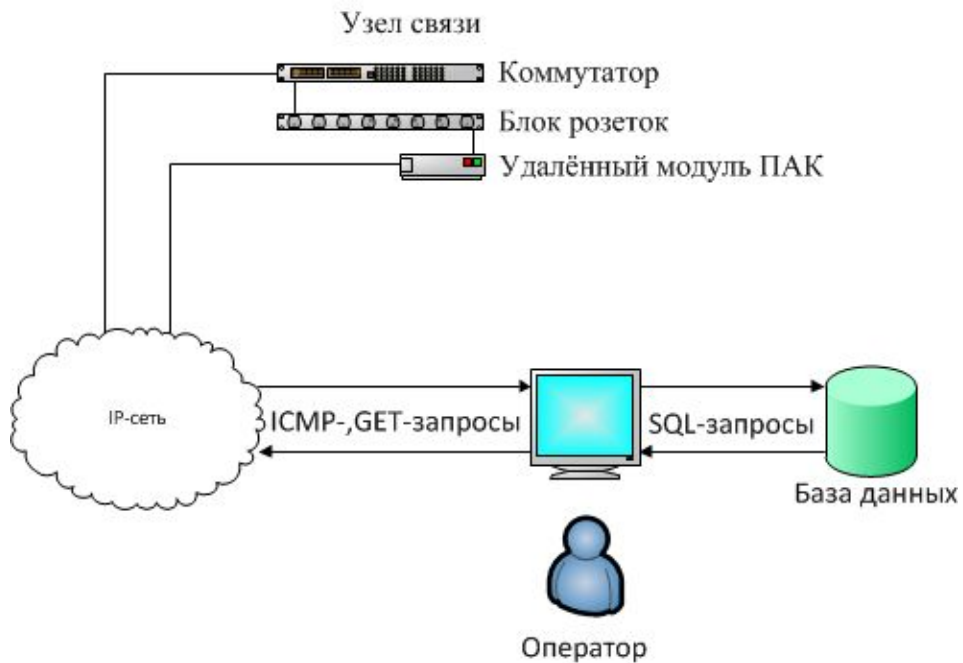 Узел связи
Коммутатор
Блок розеток
Удалённый модуль ПАК
IP-сеть
ICMP-,GET-запросы
SQL-запросы
База данных
Оператор